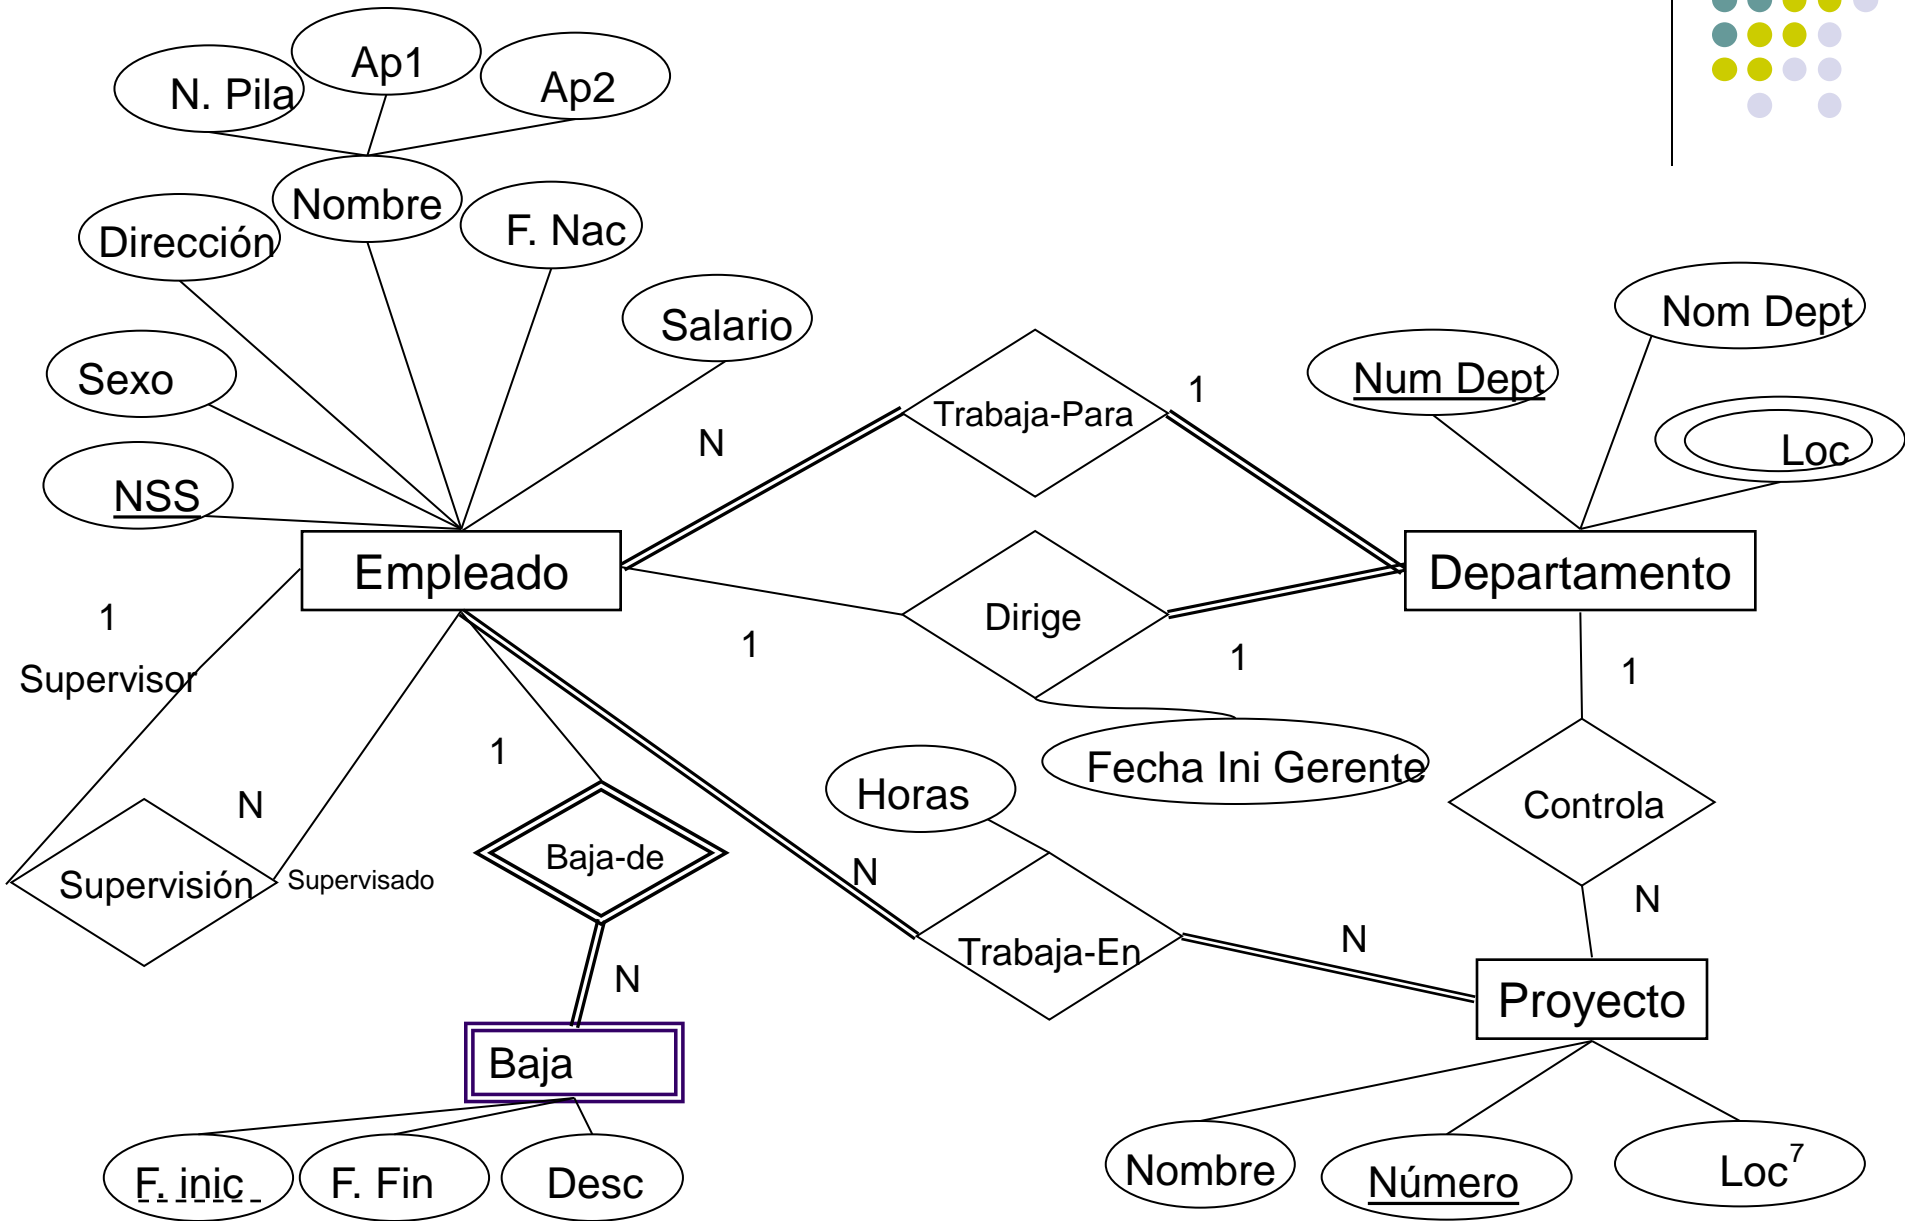 Ap1
N. Pila
Ap2
Nombre
F. Nac
Dirección
Salario
Nom Dept
Sexo
Num Dept
1
Trabaja-Para
N
Loc
NSS
Empleado
Departamento
1
Dirige
1
1
1
Supervisor
1
Fecha Ini Gerente
Horas
N
Controla
Baja-de
N
Supervisión
Supervisado
N
N
Trabaja-En
N
Proyecto
Baja
Nombre
Número
Loc
7
F. inic
F. Fin
Desc